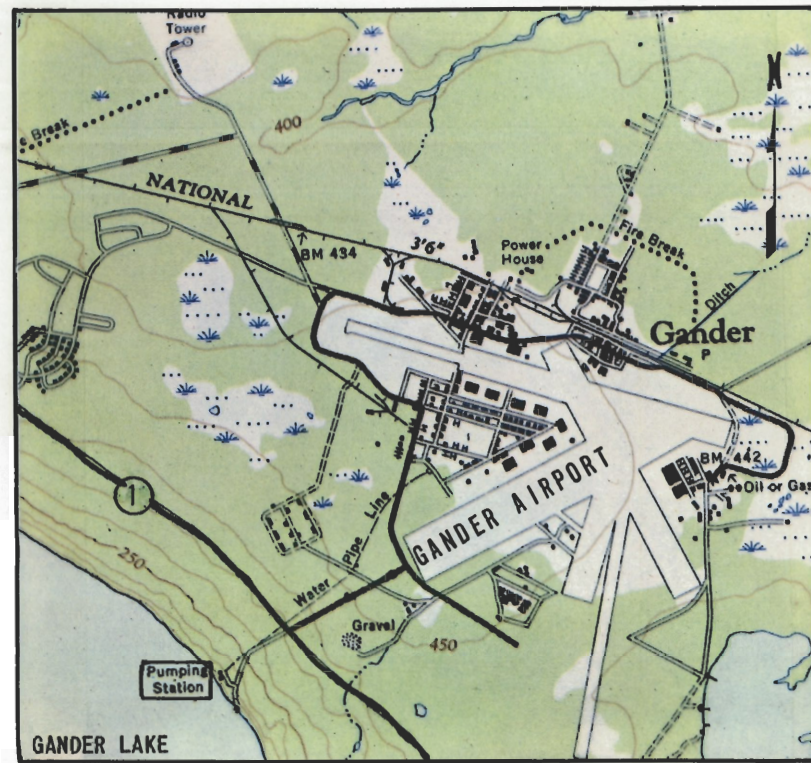 Radio
Tower
N
e Break
400
NATIONAL
BM 434
3'6"
Power
House
Fire Break
Ditch
Gander
P
BM 442
Oil or Gas
GANDER AIRPORT
1
250
Water Pipe Line
Gravel
450
Pumping
Station
GANDER LAKE